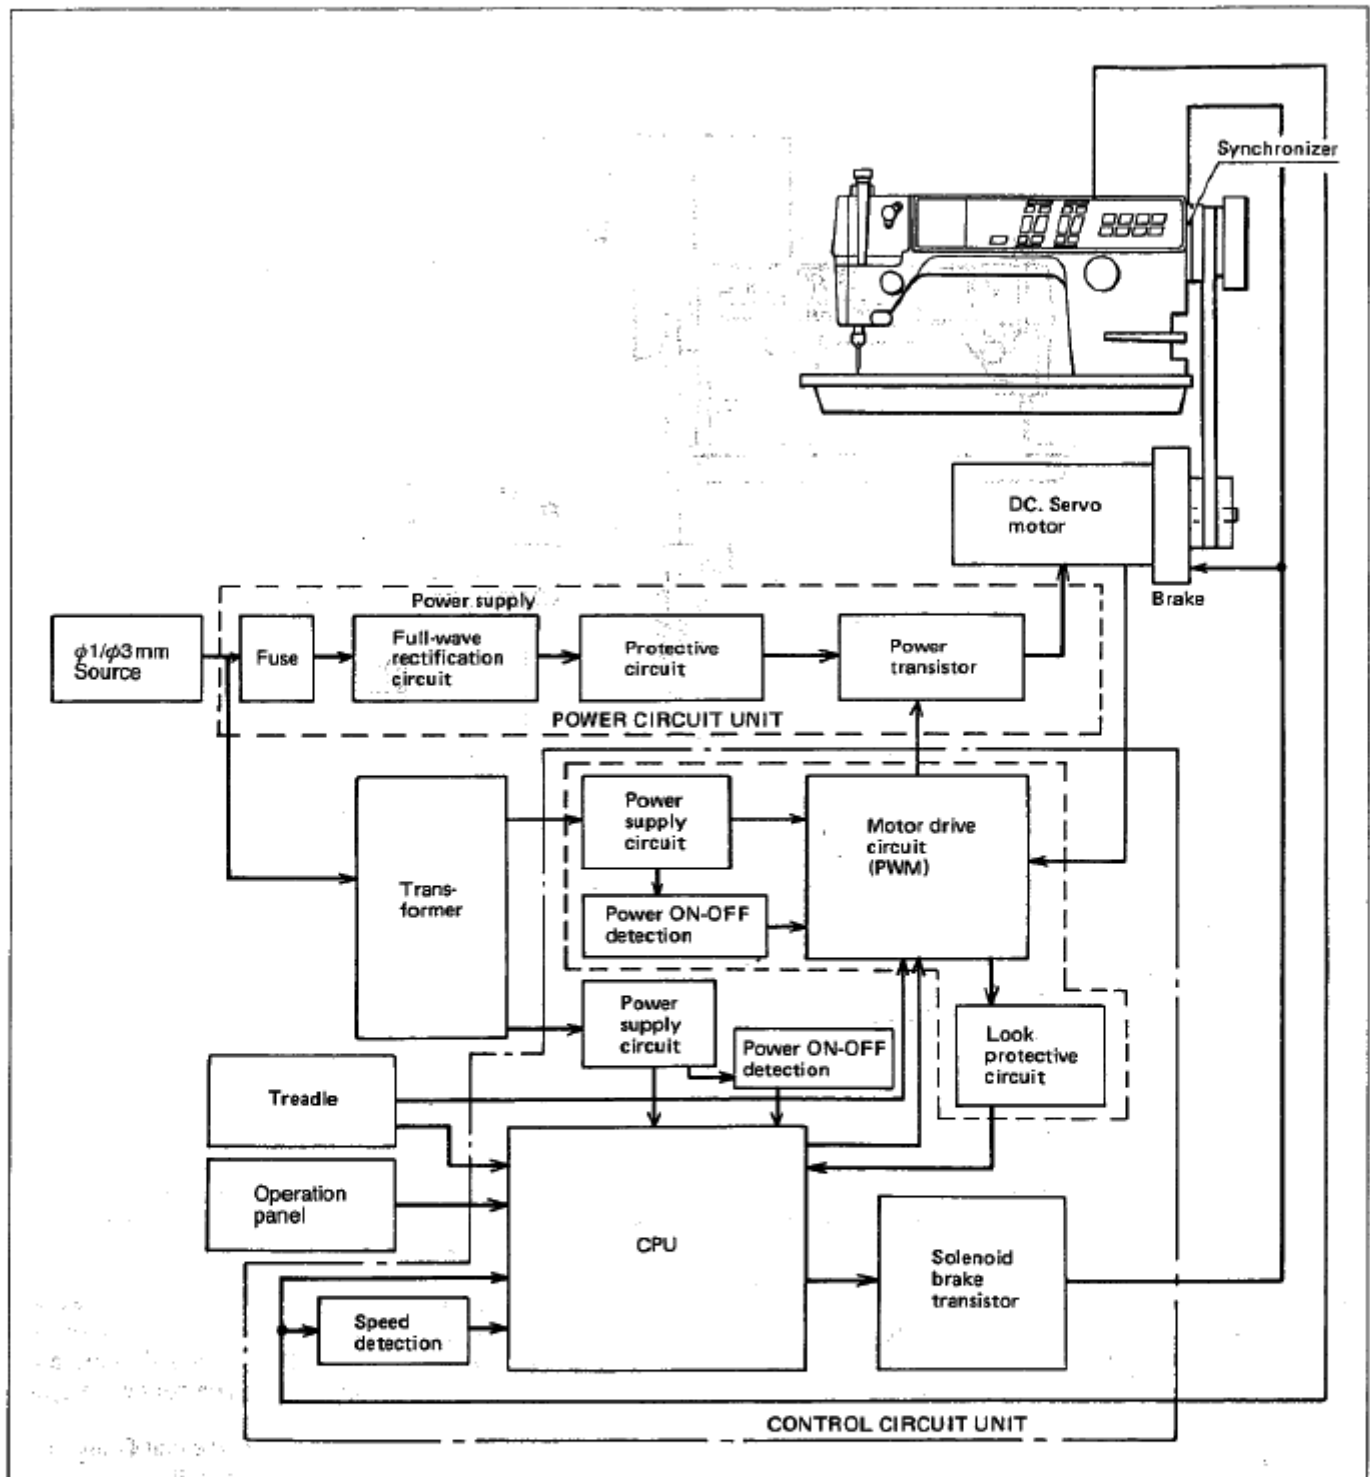 Synchronizer
DC. Servo
motor
Brake
Power supply
φ1/φ3mm
Source
Fuse
Full-wave
rectification
circuit
Protective
circuit
Power
transistor
POWER CIRCUIT UNIT
Trans-
former
Power
supply
circuit
Motor drive
circuit
(PWM)
Power ON-OFF
detection
Power
supply
circuit
Power ON-OFF
detection
Look
protective
circuit
Treadle
Operation
panel
CPU
Solenoid
brake
transistor
Speed
detection
CONTROL CIRCUIT UNIT